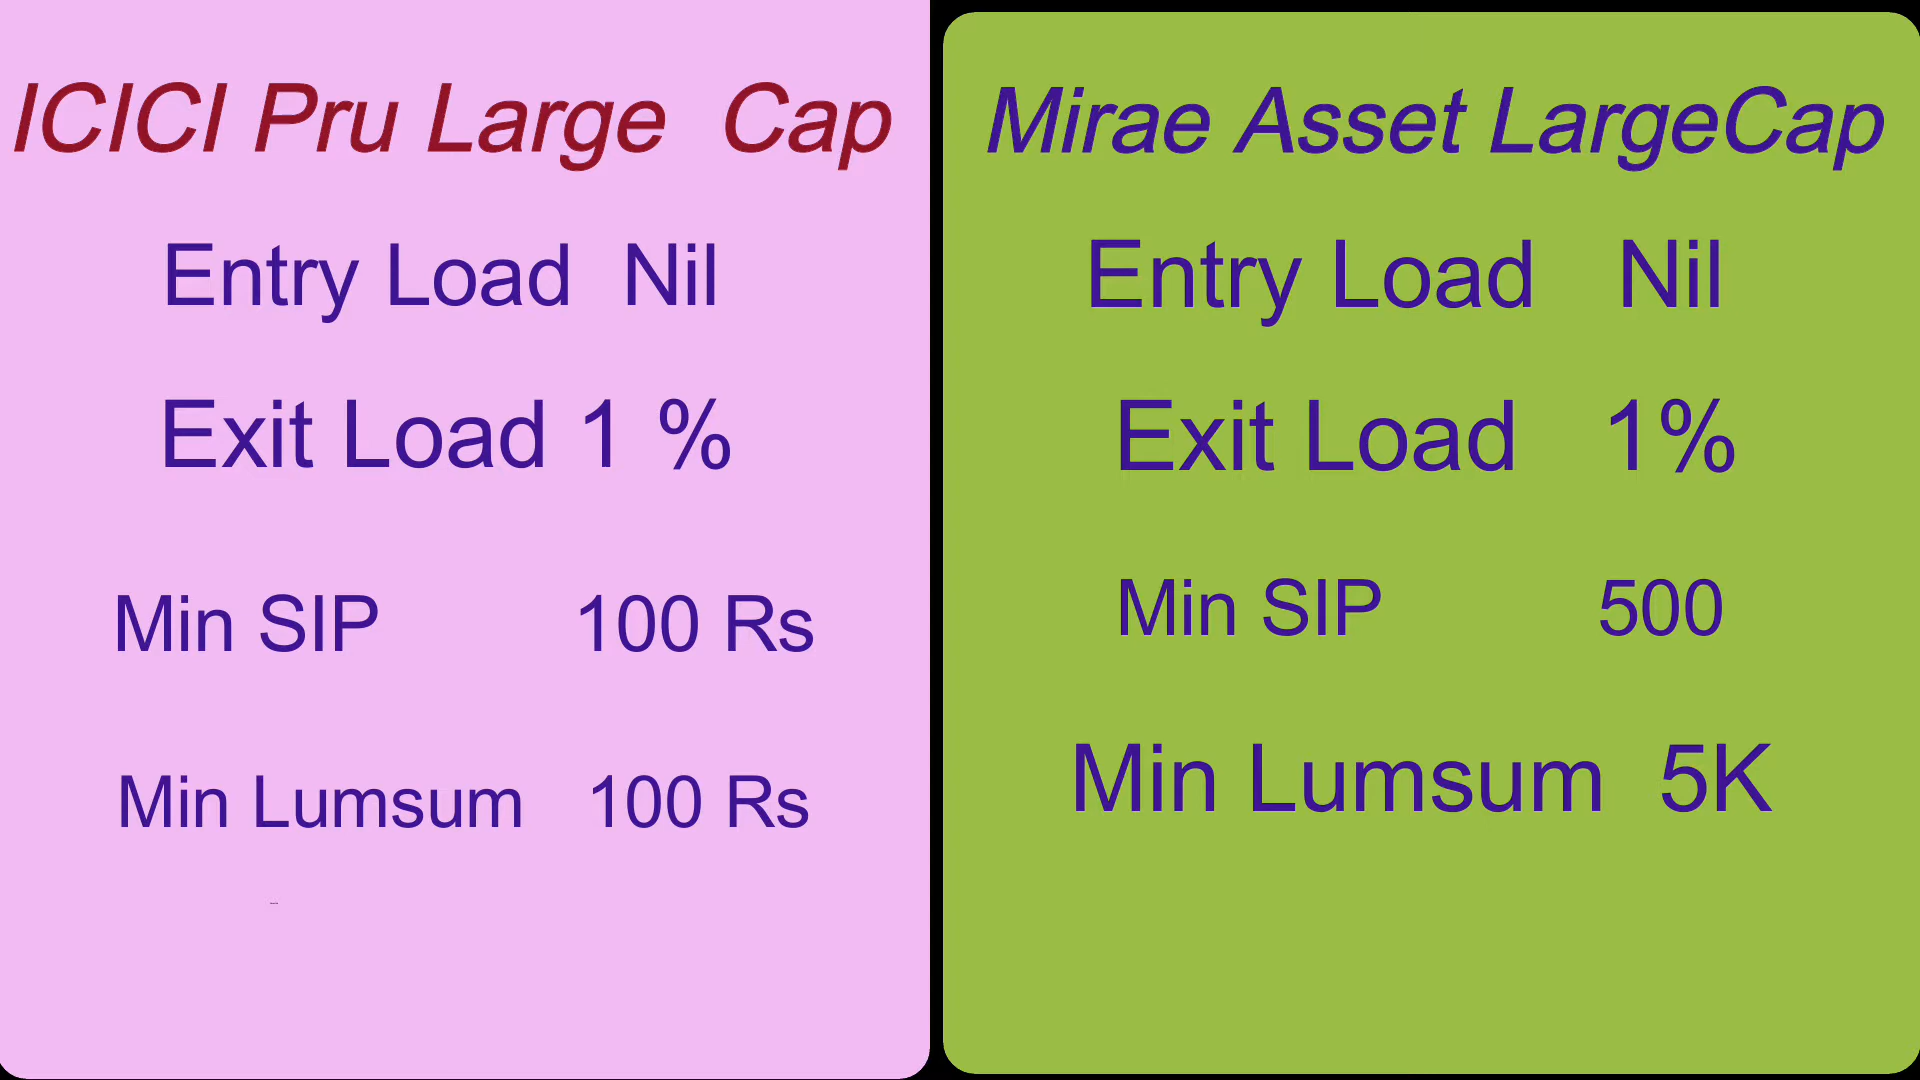 ICICI Pru Large Cap
Entry Load Nil
Exit Load 1 %
Min SIP 100 Rs
Min Lumsum 100 Rs
Mirae Asset LargeCap
Entry Load Nil
Exit Load 1%
Min SIP 500
Min Lumsum 5K